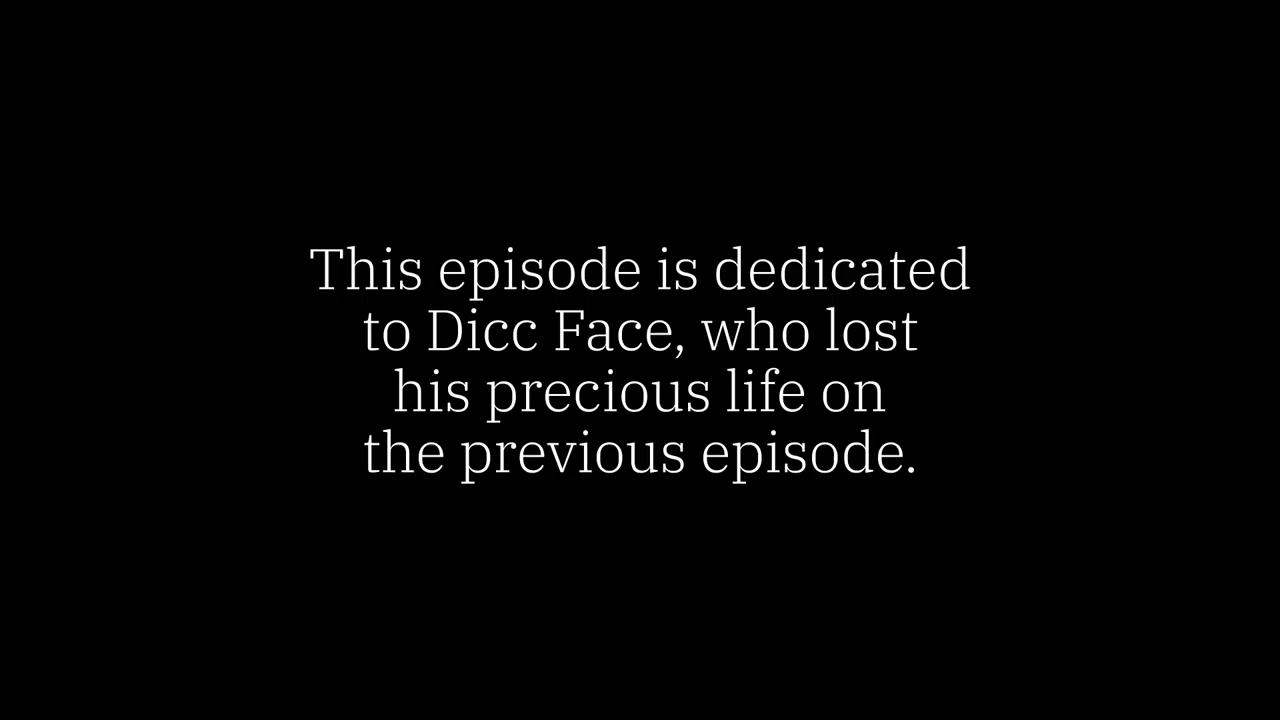 This episode is dedicated
to Dicc Face, who lost
his precious life on
the previous episode.